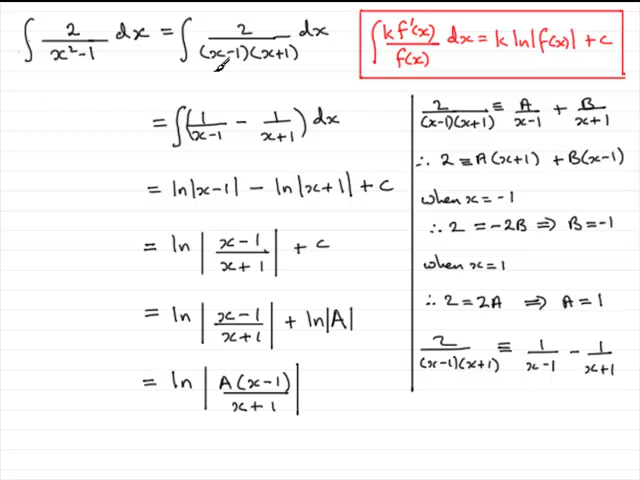 ∫ 2/(x²-1) dx = ∫ 2/((x-1)(x+1)) dx
∫ kf'(x)/f(x) dx = k ln|f(x)| + c
= ∫(1/(x-1) - 1/(x+1)) dx
= ln|x-1| - ln|x+1| + c
= ln |(x-1)/(x+1)| + c
= ln |(x-1)/(x+1)| + ln|A|
= ln |A(x-1)/(x+1)|
2/((x-1)(x+1)) ≡ A/(x-1) + B/(x+1)
∴ 2 ≡ A(x+1) + B(x-1)
when x = -1
∴ 2 = -2B ⇒ B = -1
when x = 1
∴ 2 = 2A ⇒ A = 1
2/((x-1)(x+1)) ≡ 1/(x-1) - 1/(x+1)